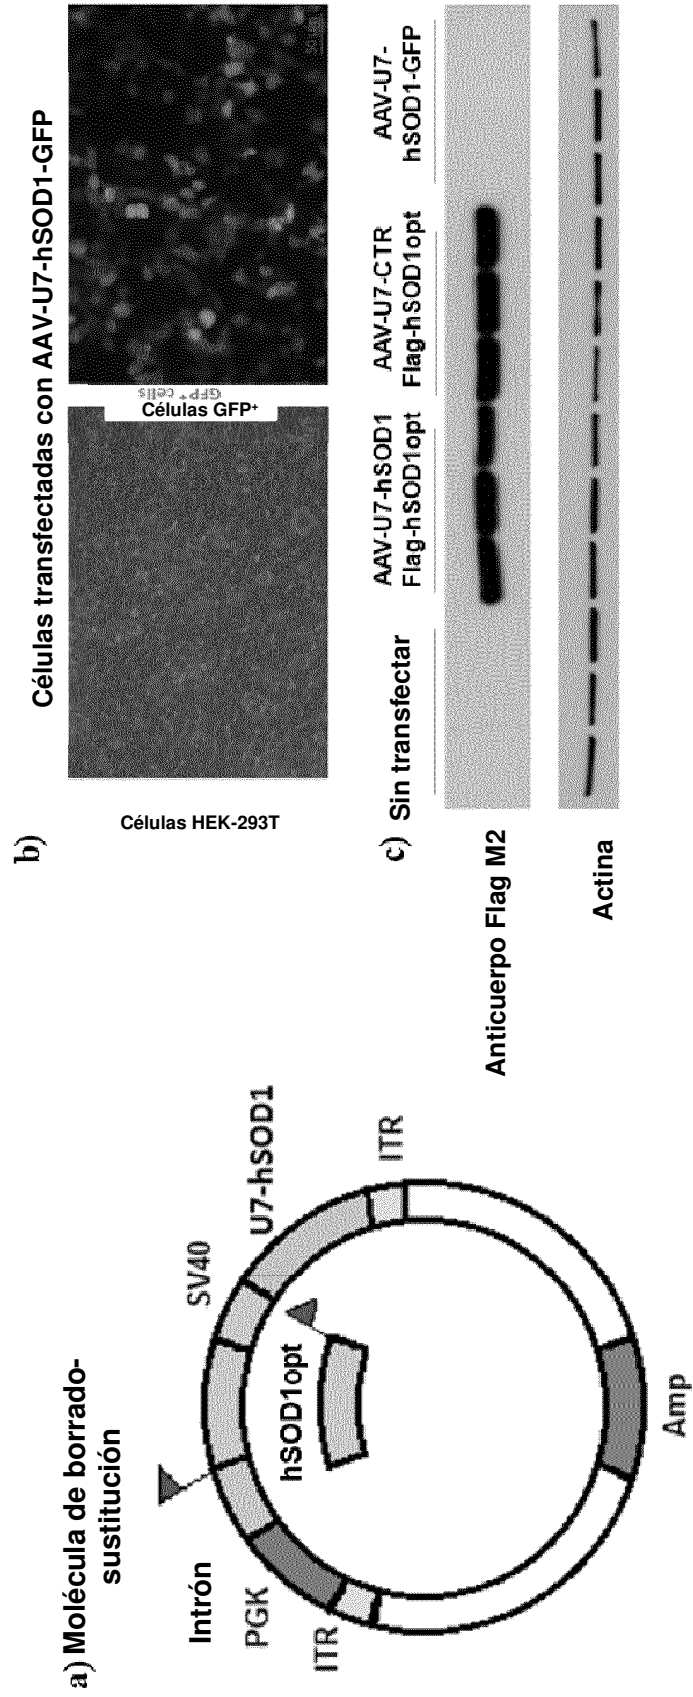 a) Molécula de borrado-
sustitución
Intrón
PGK
ITR
SV40
U7-hSOD1
ITR
hSOD1opt
Amp
b)
Células transfectadas con AAV-U7-hSOD1-GFP
Células HEK-293T
GFP⁺ cells
Células GFP⁺
c)
Sin transfectar
AAV-U7-hSOD1
Flag-hSOD1opt
AAV-U7-CTR
Flag-hSOD1opt
AAV-U7-
hSOD1-GFP
Anticuerpo Flag M2
Actina